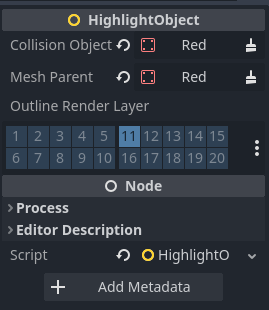 HighlightObject
Collision Object Red
Mesh Parent Red
Outline Render Layer
1 2 3 4 5 11 12 13 14 15
6 7 8 9 10 16 17 18 19 20
Node
Process
Editor Description
Script HighlightO
Add Metadata